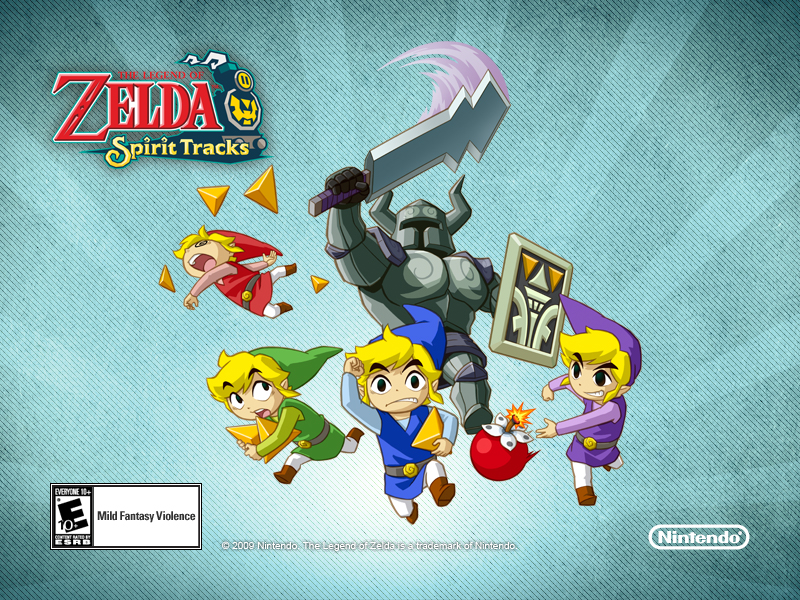 THE LEGEND OF
ZELDA
Spirit Tracks
EVERYONE 10+
E
10+
CONTENT RATED BY
ESRB
Mild Fantasy Violence
© 2009 Nintendo. The Legend of Zelda is a trademark of Nintendo.
Nintendo®